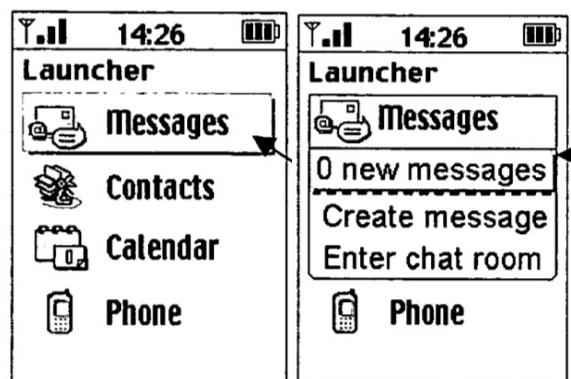 14:26
Launcher
Messages
Contacts
Calendar
Phone
14:26
Launcher
Messages
0 new messages
Create message
Enter chat room
Phone